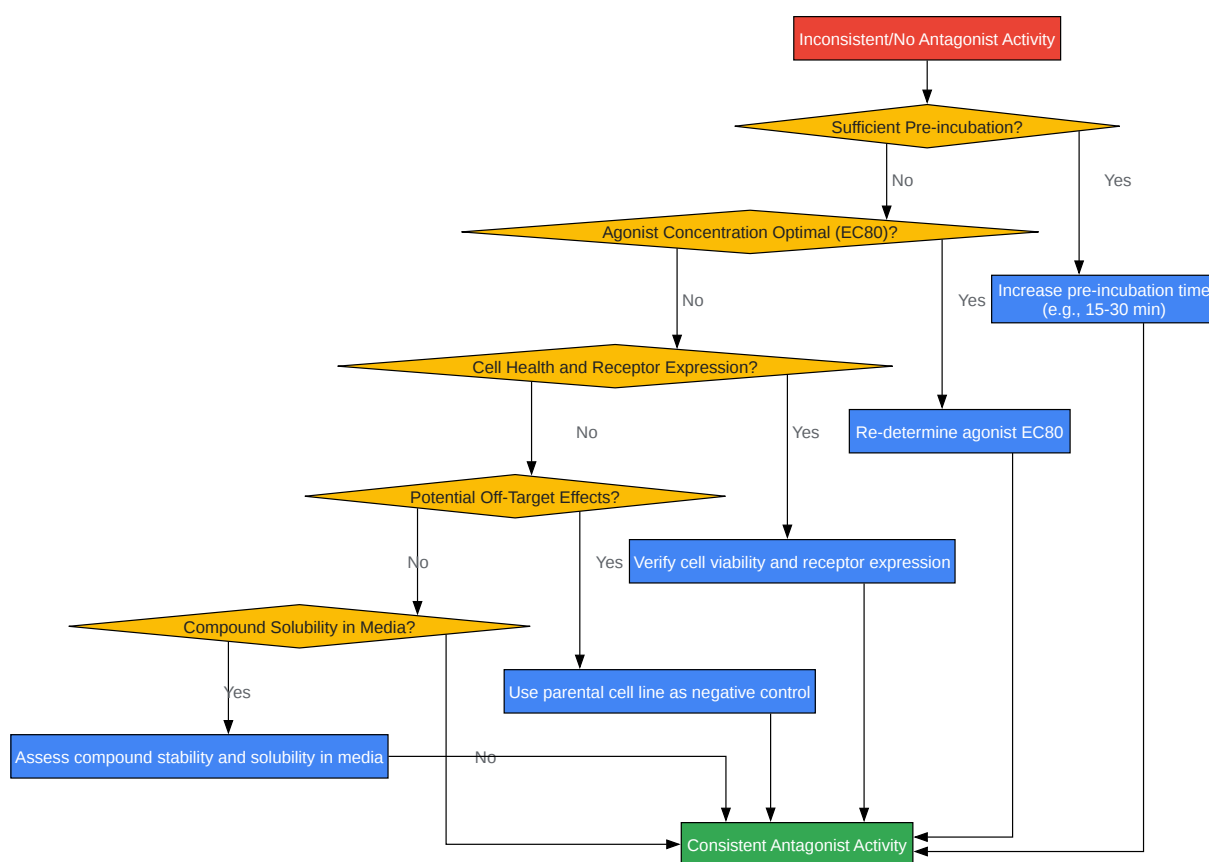 Inconsistent/No Antagonist Activity
Sufficient Pre-incubation?
No
Yes
Agonist Concentration Optimal (EC80)?
Increase pre-incubation time
(e.g., 15-30 min)
No
Yes
Cell Health and Receptor Expression?
Re-determine agonist EC80
No
Yes
Potential Off-Target Effects?
Verify cell viability and receptor expression
No
Yes
Compound Solubility in Media?
Use parental cell line as negative control
Yes
Assess compound stability and solubility in media
No
Consistent Antagonist Activity